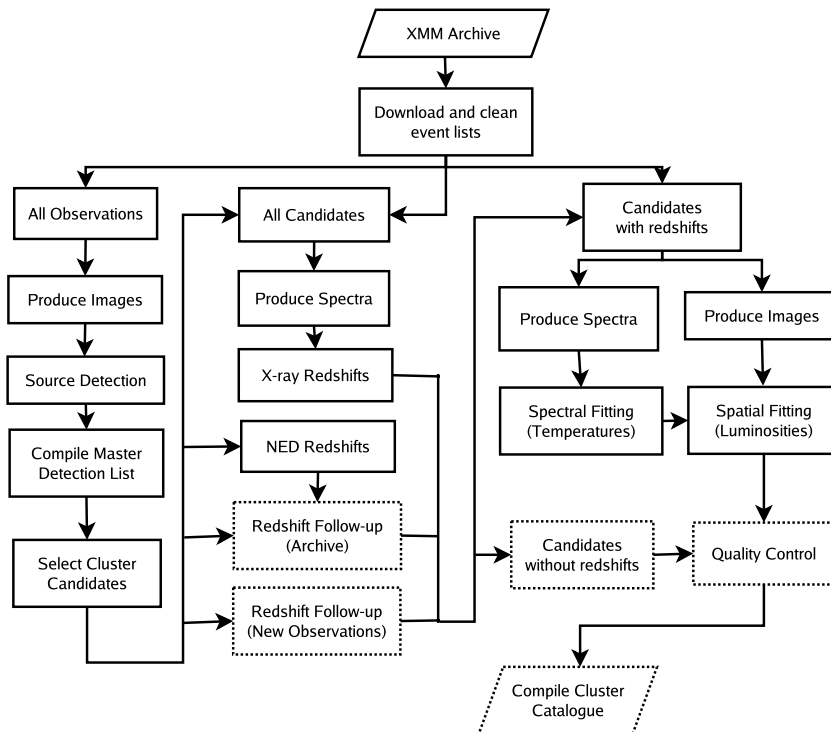 XMM Archive
Download and clean
event lists
All Observations
All Candidates
Candidates
with redshifts
Produce Images
Produce Spectra
Produce Spectra
Produce Images
Source Detection
X-ray Redshifts
Spectral Fitting
(Temperatures)
Spatial Fitting
(Luminosities)
Compile Master
Detection List
NED Redshifts
Redshift Follow-up
(Archive)
Candidates
without redshifts
Quality Control
Select Cluster
Candidates
Redshift Follow-up
(New Observations)
Compile Cluster
Catalogue